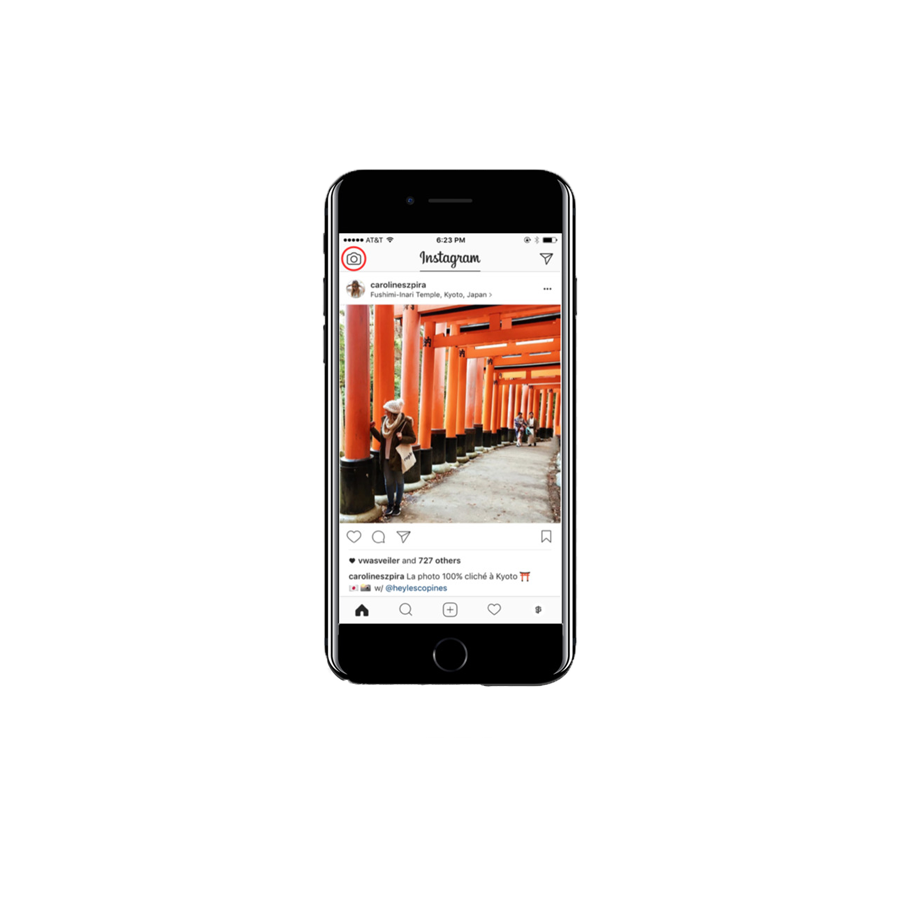 AT&T 6:23 PM
Instagram
carolineszpira
Fushimi-Inari Temple, Kyoto, Japan >
vwasveiler and 727 others
carolineszpira La photo 100% cliché à Kyoto ⛩️
🇯🇵 📸 w/ @heylescopines